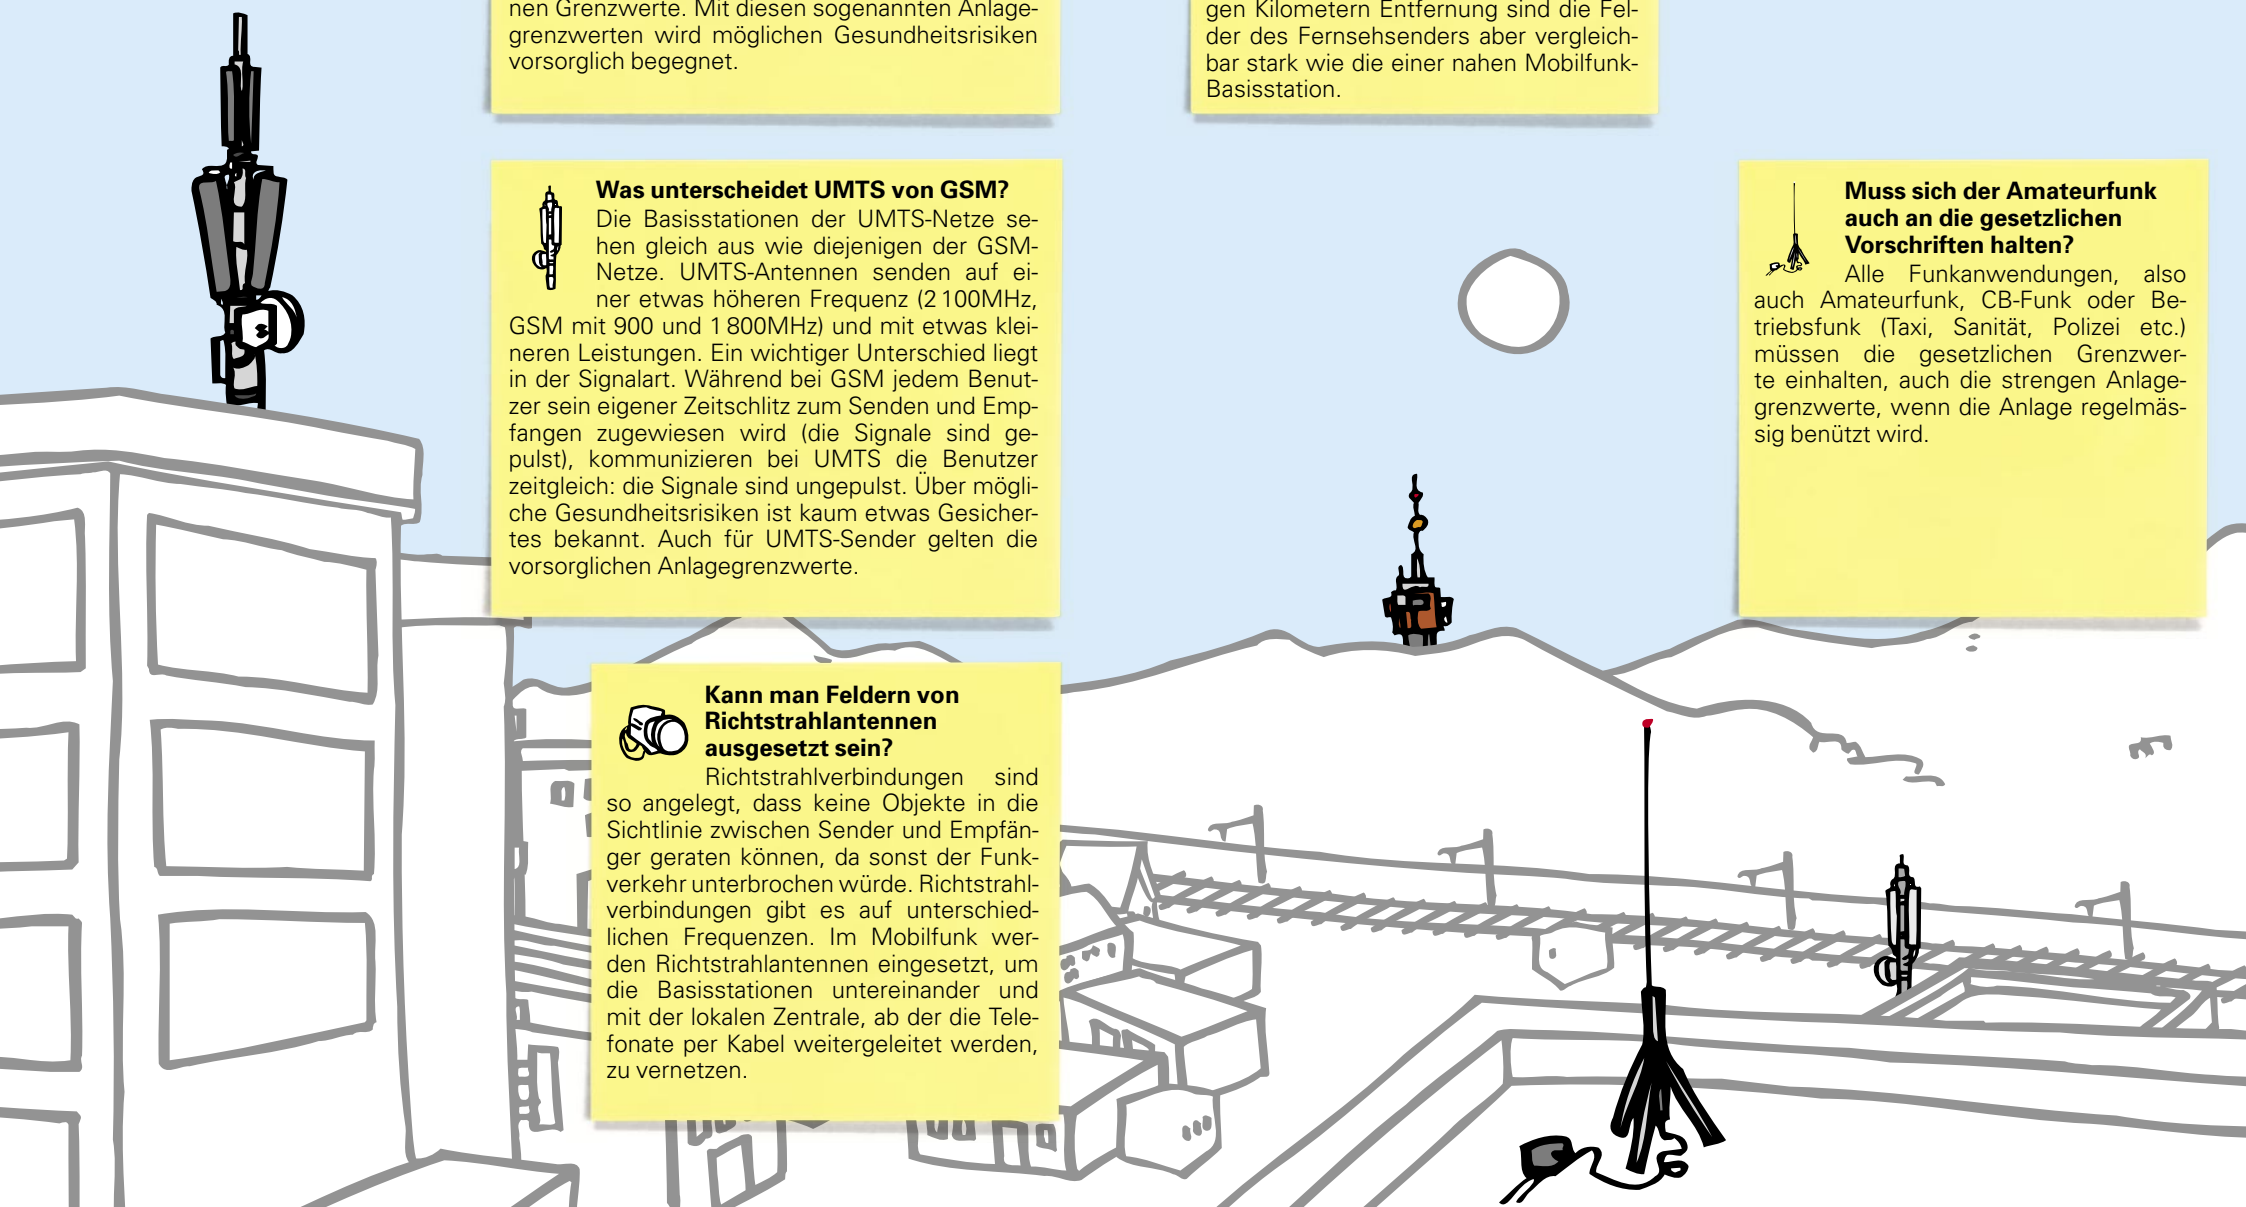 nen Grenzwerte. Mit diesen sogenannten Anlage-
grenzwerten wird möglichen Gesundheitsrisiken
vorsorglich begegnet.
gen Kilometern Entfernung sind die Fel-
der des Fernsehsenders aber vergleich-
bar stark wie die einer nahen Mobilfunk-
Basisstation.
Was unterscheidet UMTS von GSM?
Die Basisstationen der UMTS-Netze se-
hen gleich aus wie diejenigen der GSM-
Netze. UMTS-Antennen senden auf ei-
ner etwas höheren Frequenz (2 100MHz,
GSM mit 900 und 1 800MHz) und mit etwas klei-
neren Leistungen. Ein wichtiger Unterschied liegt
in der Signalart. Während bei GSM jedem Benut-
zer sein eigener Zeitschlitz zum Senden und Emp-
fangen zugewiesen wird (die Signale sind ge-
pulst), kommunizieren bei UMTS die Benutzer
zeitgleich: die Signale sind ungepulst. Über mögli-
che Gesundheitsrisiken ist kaum etwas Gesicher-
tes bekannt. Auch für UMTS-Sender gelten die
vorsorglichen Anlagegrenzwerte.
Muss sich der Amateurfunk
auch an die gesetzlichen
Vorschriften halten?
Alle Funkanwendungen, also
auch Amateurfunk, CB-Funk oder Be-
triebsfunk (Taxi, Sanität, Polizei etc.)
müssen die gesetzlichen Grenzwer-
te einhalten, auch die strengen Anlage-
grenzwerte, wenn die Anlage regelmäs-
sig benützt wird.
Kann man Feldern von
Richtstrahlantennen
ausgesetzt sein?
Richtstrahlverbindungen sind
so angelegt, dass keine Objekte in die
Sichtlinie zwischen Sender und Empfän-
ger geraten können, da sonst der Funk-
verkehr unterbrochen würde. Richtstrahl-
verbindungen gibt es auf unterschied-
lichen Frequenzen. Im Mobilfunk wer-
den Richtstrahlantennen eingesetzt, um
die Basisstationen untereinander und
mit der lokalen Zentrale, ab der die Tele-
fonate per Kabel weitergeleitet werden,
zu vernetzen.